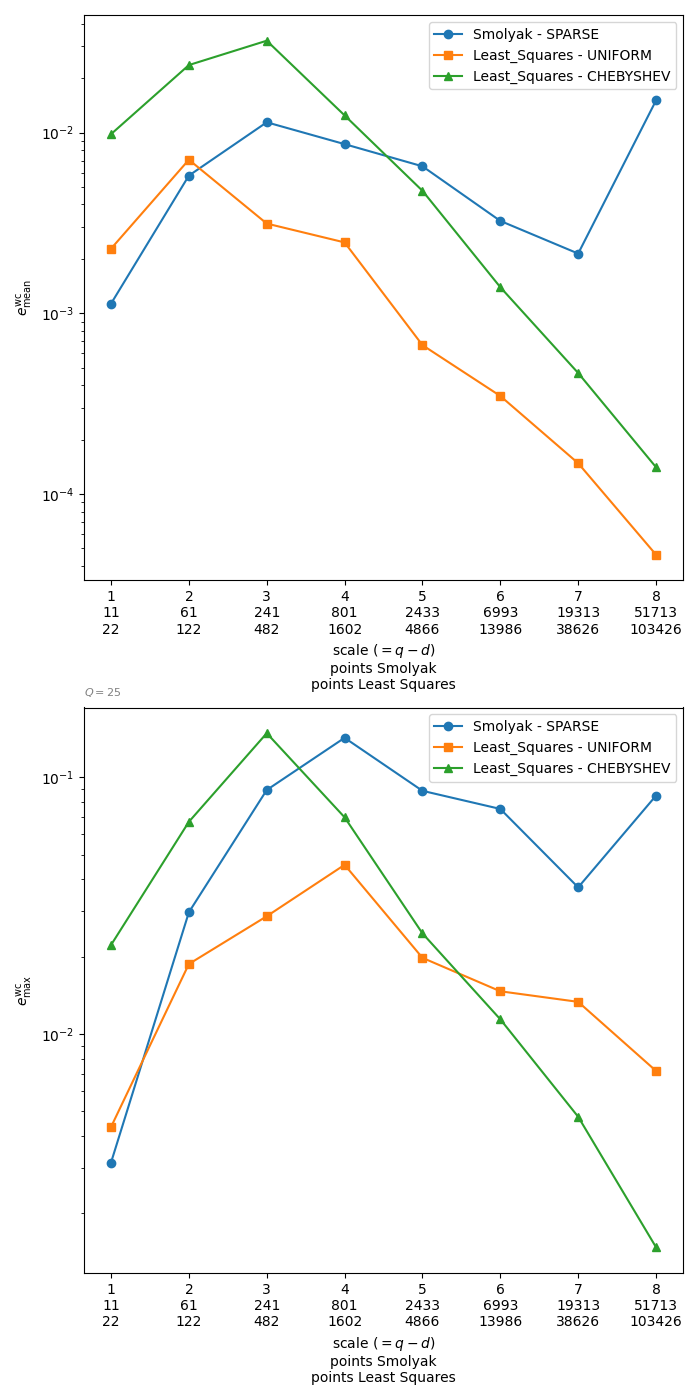 Smolyak - SPARSE
Least_Squares - UNIFORM
Least_Squares - CHEBYSHEV
10⁻²
10⁻³
10⁻⁴
e^wc_mean
1 2 3 4 5 6 7 8
11 61 241 801 2433 6993 19313 51713
22 122 482 1602 4866 13986 38626 103426
scale (= q − d)
points Smolyak
points Least Squares
Q = 25
Smolyak - SPARSE
Least_Squares - UNIFORM
Least_Squares - CHEBYSHEV
10⁻¹
10⁻²
e^wc_max
1 2 3 4 5 6 7 8
11 61 241 801 2433 6993 19313 51713
22 122 482 1602 4866 13986 38626 103426
scale (= q − d)
points Smolyak
points Least Squares